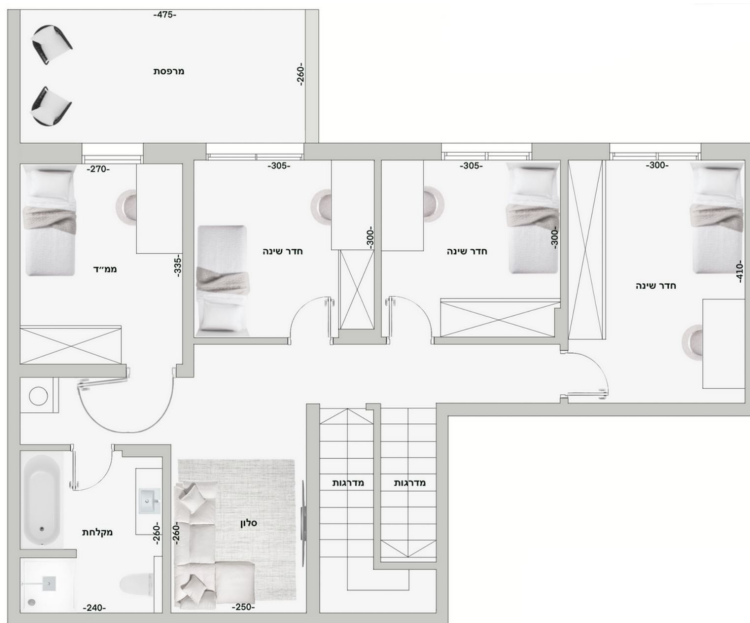 -475-
מרפסת
-260-
-270-
-305-
-305-
-300-
ממ״ד
-335-
חדר שינה
-300-
חדר שינה
-300-
חדר שינה
-410-
מדרגות
מדרגות
מקלחת
-260-
-240-
סלון
-260-
-250-